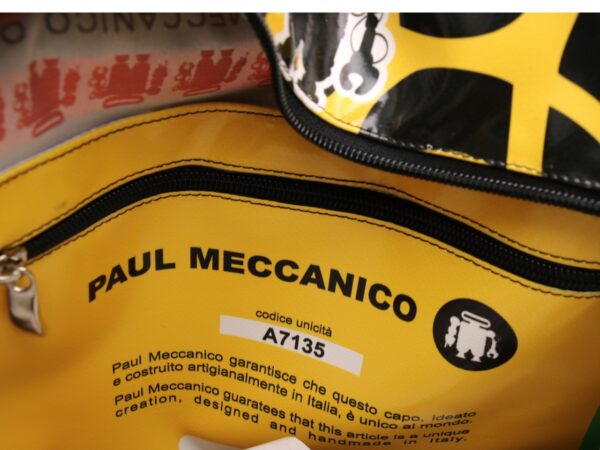 MECCANICO
PAUL MECCANICO
codice unicità
A7135
Paul Meccanico garantisce che questo capo, ideato
e costruito artigianalmente in Italia, è unico al mondo.
Paul Meccanico guaratees that this article is a unique
creation, designed and handmade in Italy.